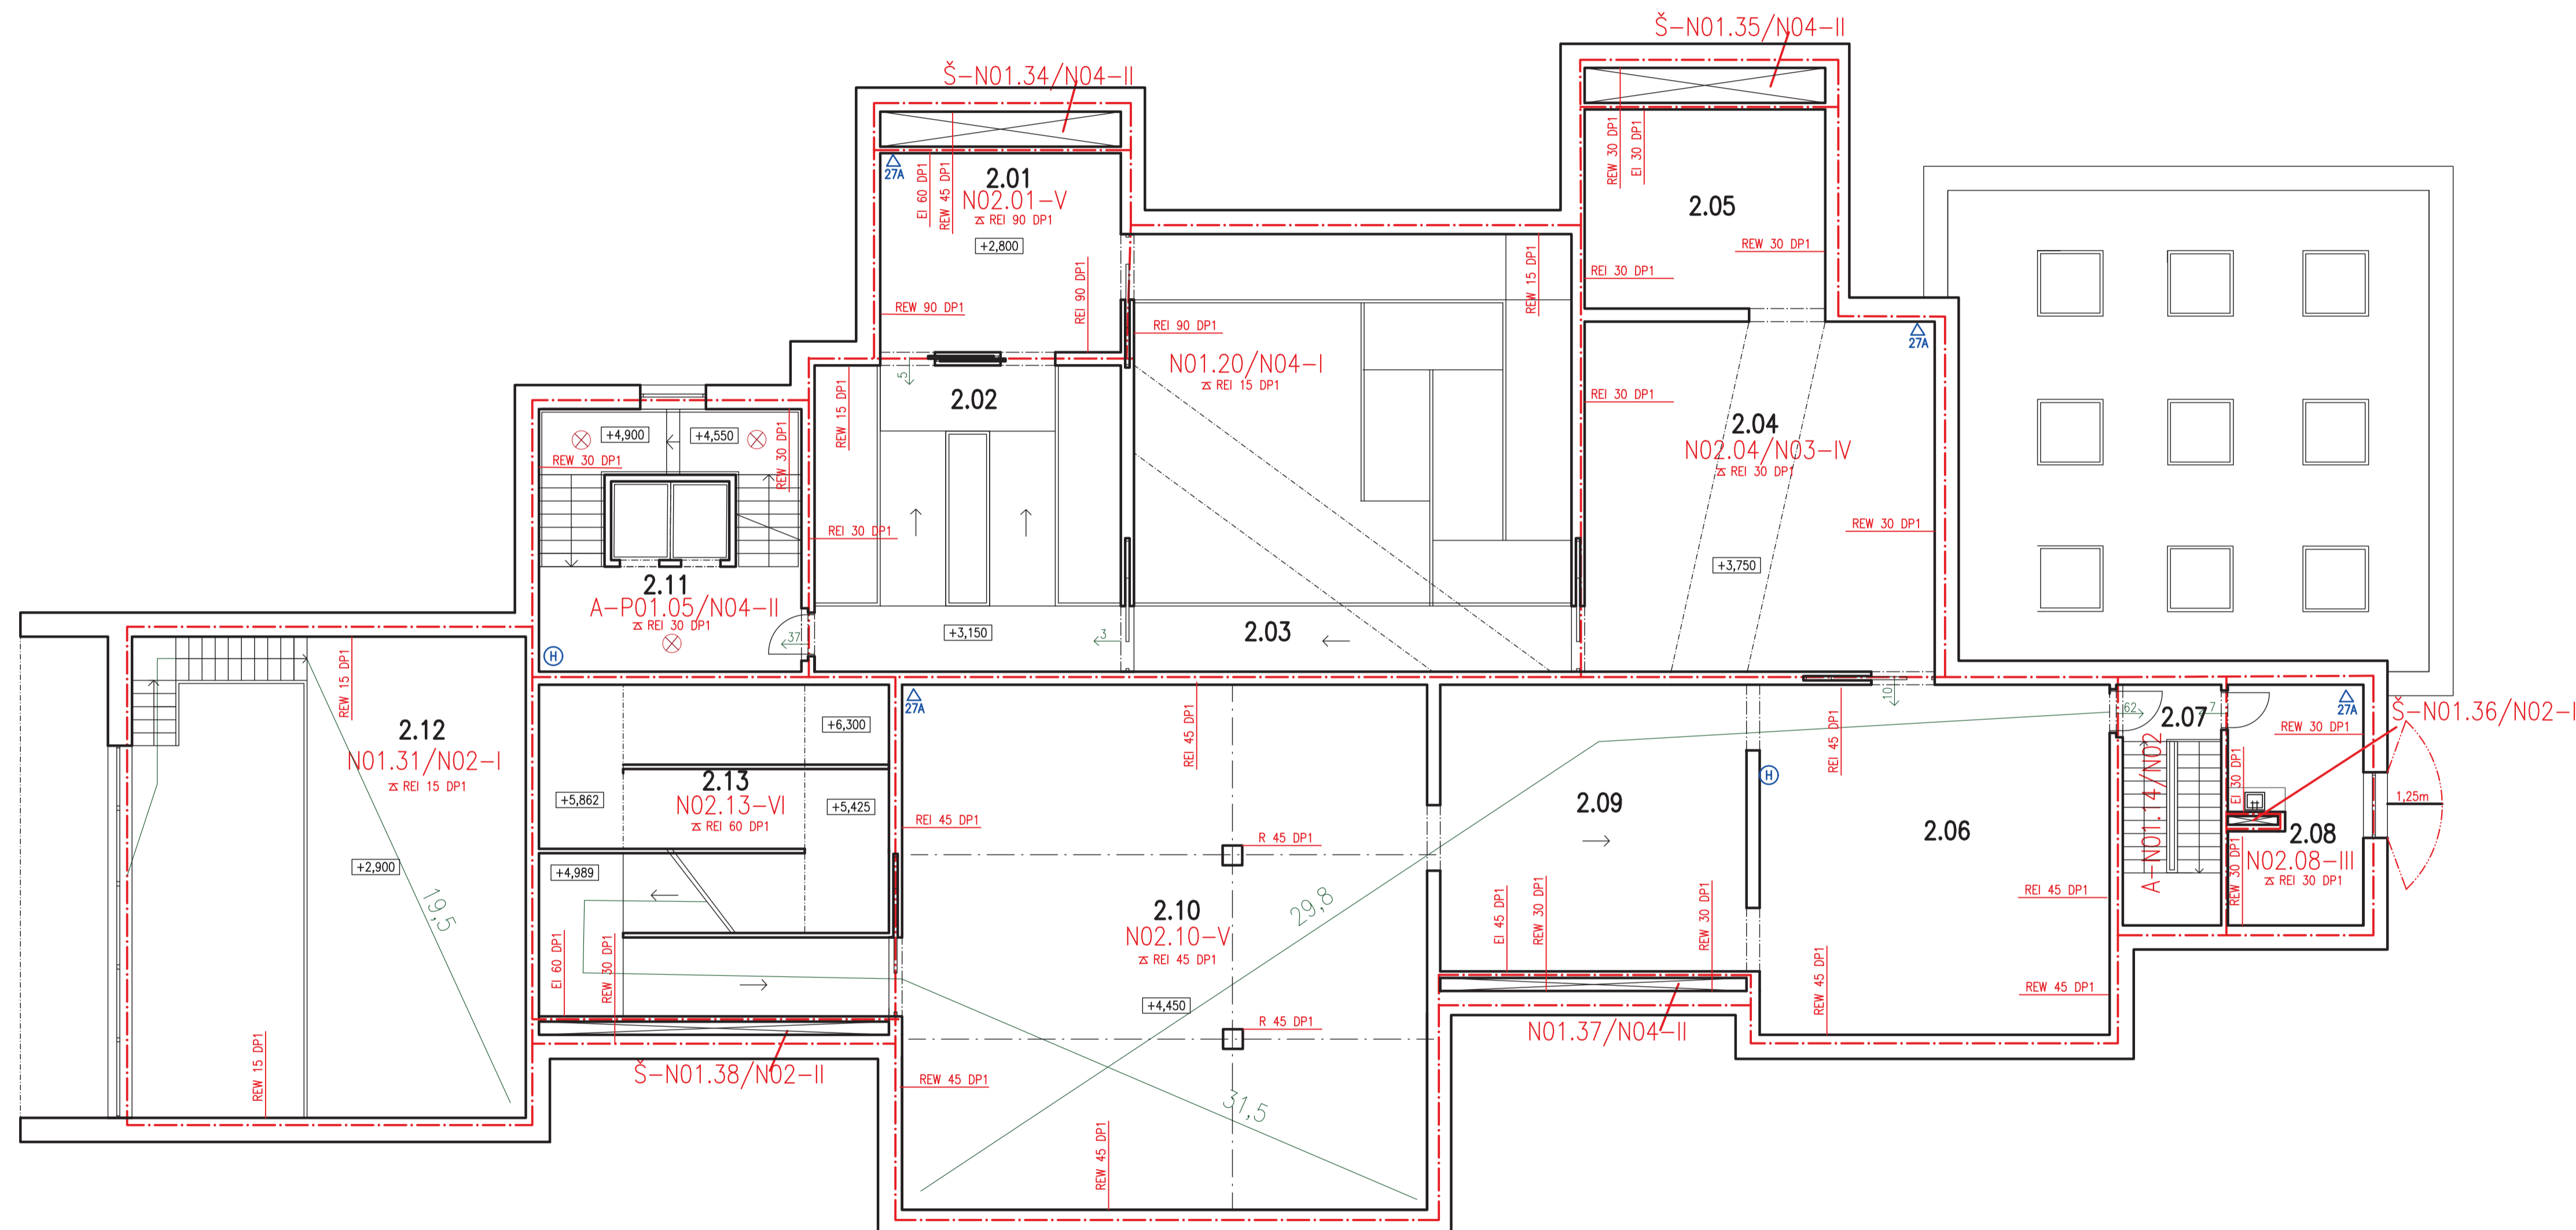 Š-N01.35/N04-II
Š-N01.34/N04-II
27A
2.01
N02.01-V
REI 90 DP1
+2,800
EI 60 DP1
REW 45 DP1
REW 90 DP1
REI 90 DP1
REW 30 DP1
EI 30 DP1
2.05
REW 30 DP1
REI 30 DP1
REW 15 DP1
REI 90 DP1
N01.20/N04-I
REI 15 DP1
27A
5
2.02
REW 15 DP1
REI 30 DP1
REI 30 DP1
2.04
N02.04/N03-IV
REI 30 DP1
REW 30 DP1
+3,750
+4,900
+4,550
REW 30 DP1
REW 30 DP1
2.11
A-P01.05/N04-II
REI 30 DP1
H
37
+3,150
3
2.03
REW 15 DP1
2.12
N01.31/N02-I
REI 15 DP1
+2,900
19,5
REW 15 DP1
+6,300
2.13
N02.13-VI
REI 60 DP1
+5,862
+5,425
+4,989
EI 60 DP1
REW 30 DP1
Š-N01.38/N02-II
27A
REI 45 DP1
REI 45 DP1
R 45 DP1
2.10
N02.10-V
REI 45 DP1
+4,450
R 45 DP1
REW 45 DP1
REW 45 DP1
29,8
31,5
2.09
EI 45 DP1
REW 30 DP1
REW 30 DP1
N01.37/N04-II
10
REI 45 DP1
H
2.06
REI 45 DP1
REW 45 DP1
REW 45 DP1
62
2.07
7
A-N01.14/N02
27A
Š-N01.36/N02-I
REW 30 DP1
EI 30 DP1
1,25m
2.08
N02.08-III
REI 30 DP1
REW 30 DP1